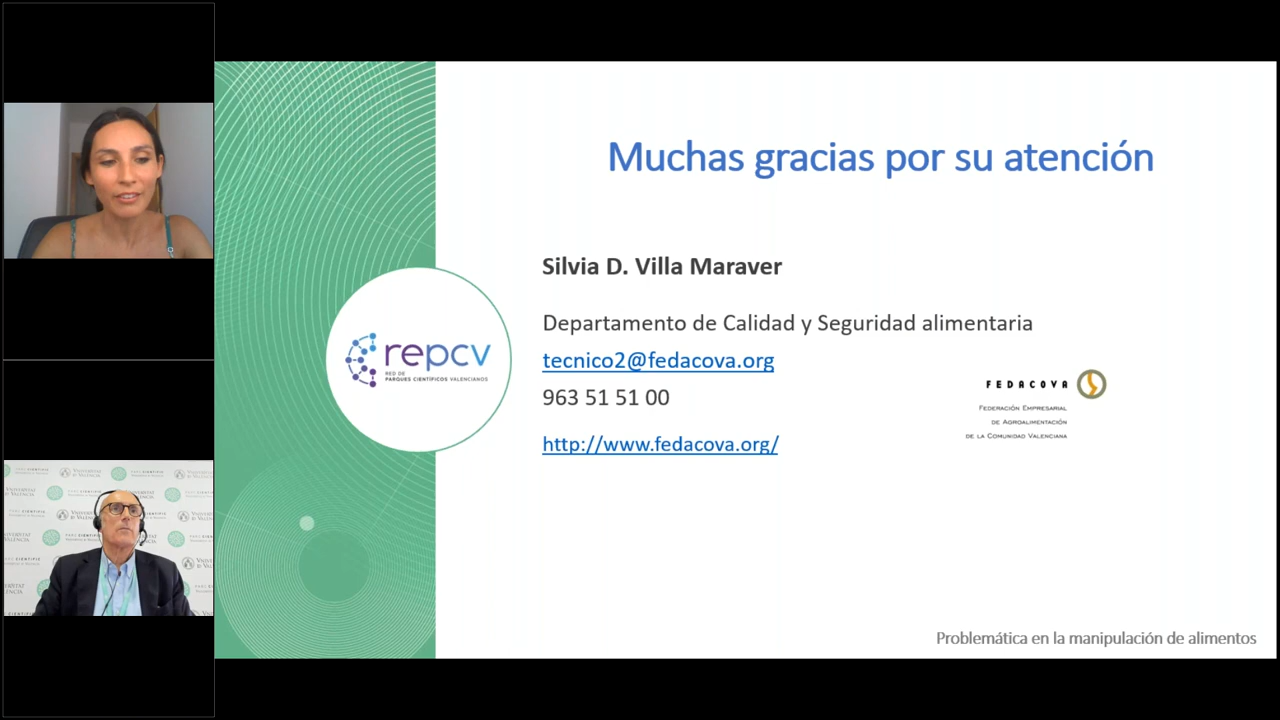 Muchas gracias por su atención
Silvia D. Villa Maraver
Departamento de Calidad y Seguridad alimentaria
tecnico2@fedacova.org
963 51 51 00
http://www.fedacova.org/
repcv
RED DE
PARQUES CIENTÍFICOS VALENCIANOS
FEDACOVA
FEDERACIÓN EMPRESARIAL
DE AGROALIMENTACIÓN
DE LA COMUNIDAD VALENCIANA
Problemática en la manipulación de alimentos